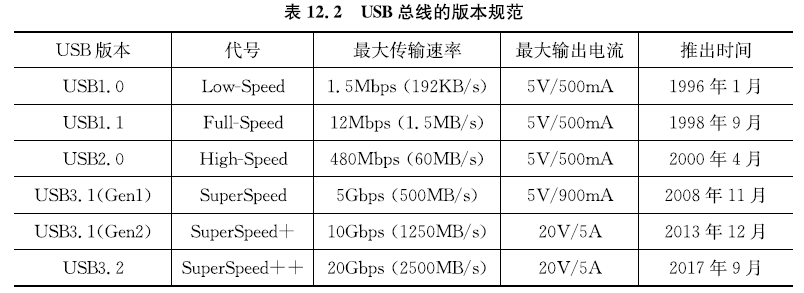 表 12.2 USB 总线的版本规范
USB 版本 代号 最大传输速率 最大输出电流 推出时间
USB1.0 Low-Speed 1.5Mbps (192KB/s) 5V/500mA 1996 年 1 月
USB1.1 Full-Speed 12Mbps (1.5MB/s) 5V/500mA 1998 年 9 月
USB2.0 High-Speed 480Mbps (60MB/s) 5V/500mA 2000 年 4 月
USB3.1(Gen1) SuperSpeed 5Gbps (500MB/s) 5V/900mA 2008 年 11 月
USB3.1(Gen2) SuperSpeed+ 10Gbps (1250MB/s) 20V/5A 2013 年 12 月
USB3.2 SuperSpeed++ 20Gbps (2500MB/s) 20V/5A 2017 年 9 月